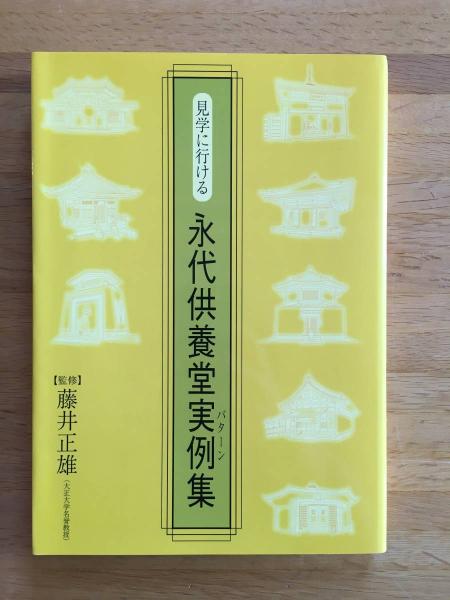 見学に行ける
永代供養堂実例集
パターン
【監修】
藤井正雄
(大正大学名誉教授)